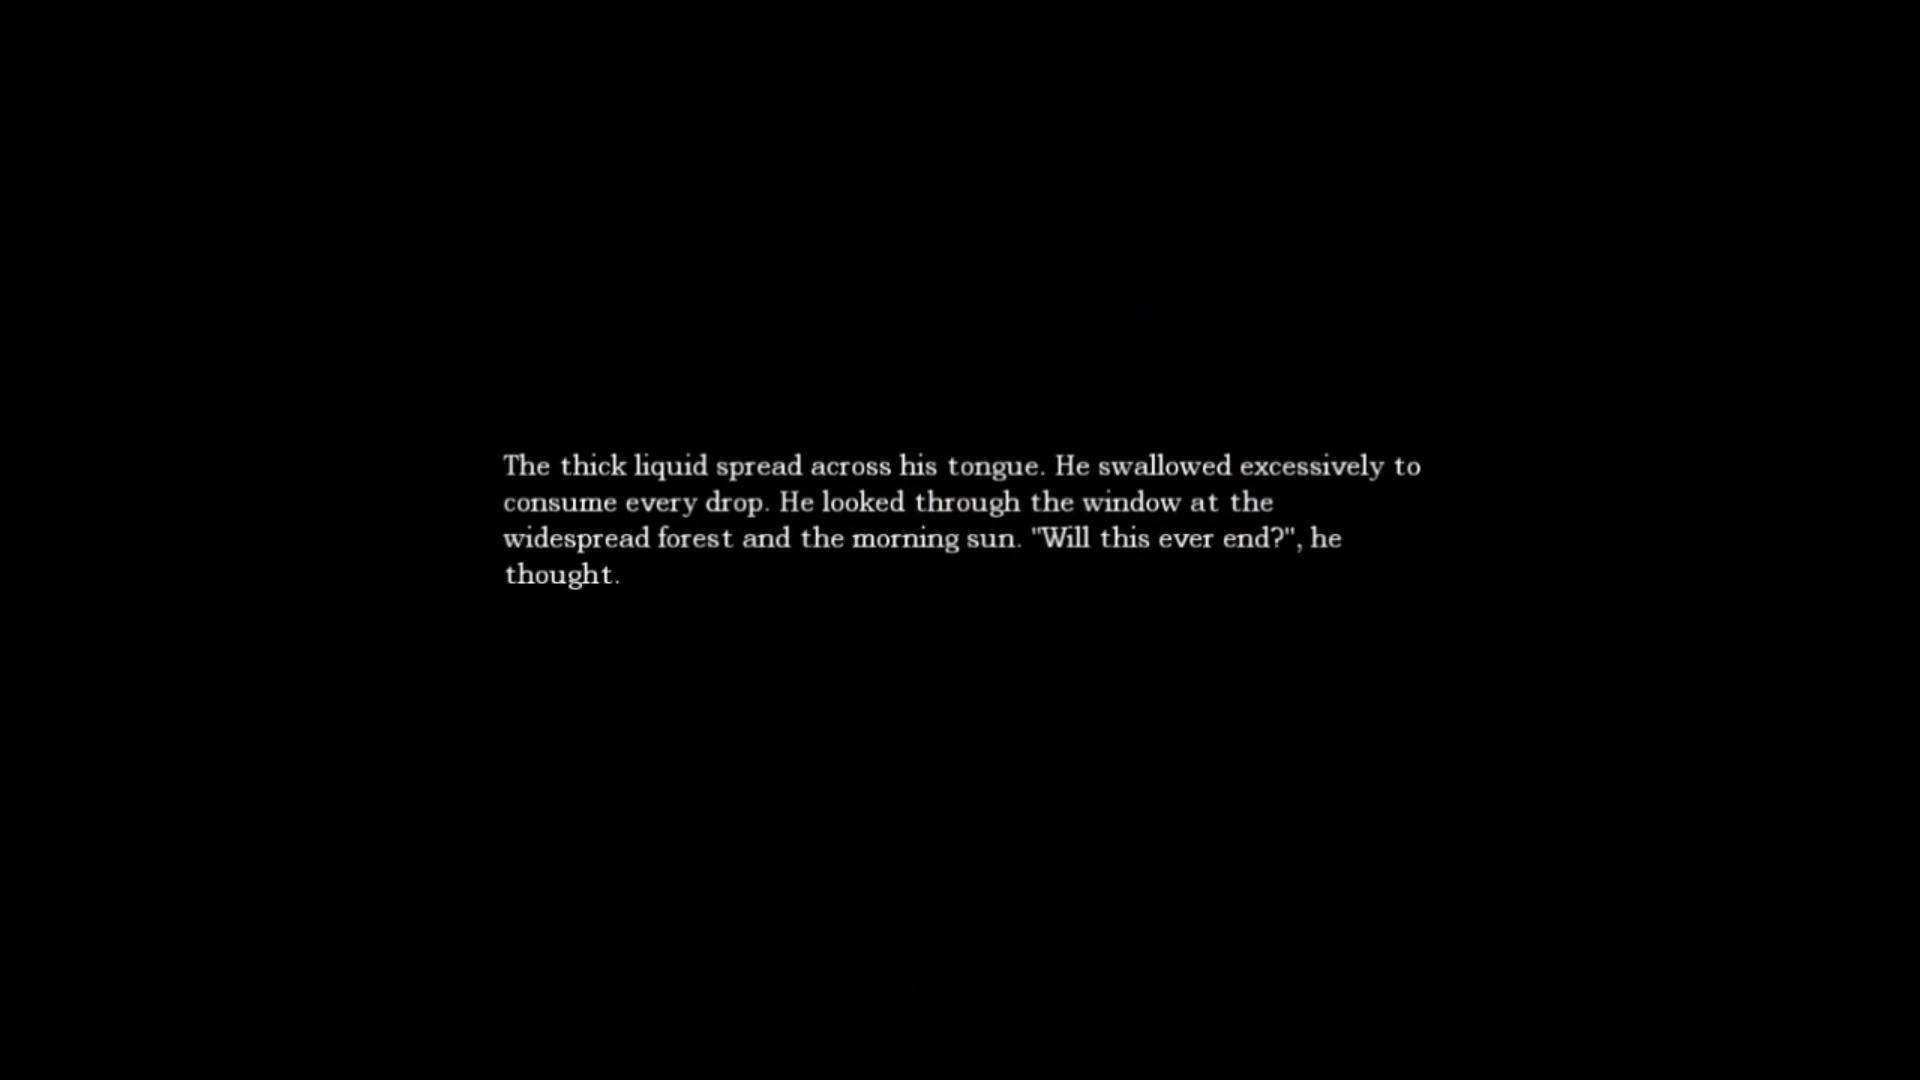 The thick liquid spread across his tongue. He swallowed excessively to
consume every drop. He looked through the window at the
widespread forest and the morning sun. "Will this ever end?", he
thought.